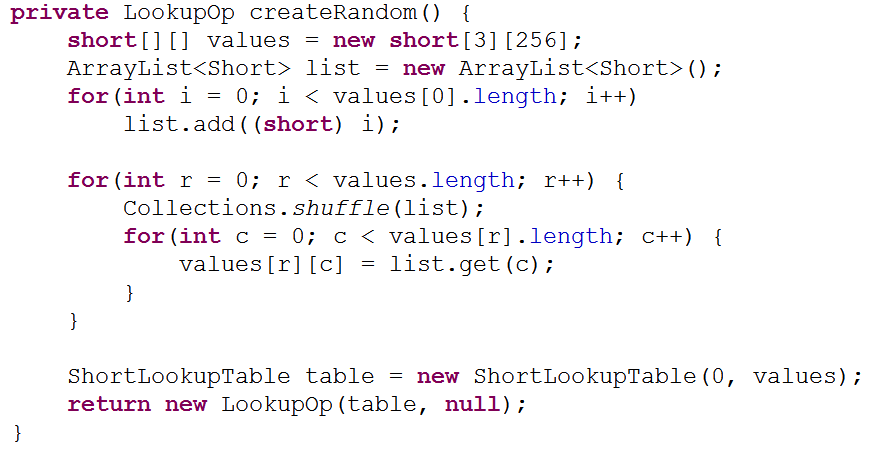 private LookupOp createRandom() {
    short[][] values = new short[3][256];
    ArrayList<Short> list = new ArrayList<Short>();
    for(int i = 0; i < values[0].length; i++)
        list.add((short) i);

    for(int r = 0; r < values.length; r++) {
        Collections.shuffle(list);
        for(int c = 0; c < values[r].length; c++) {
            values[r][c] = list.get(c);
        }
    }

    ShortLookupTable table = new ShortLookupTable(0, values);
    return new LookupOp(table, null);
}